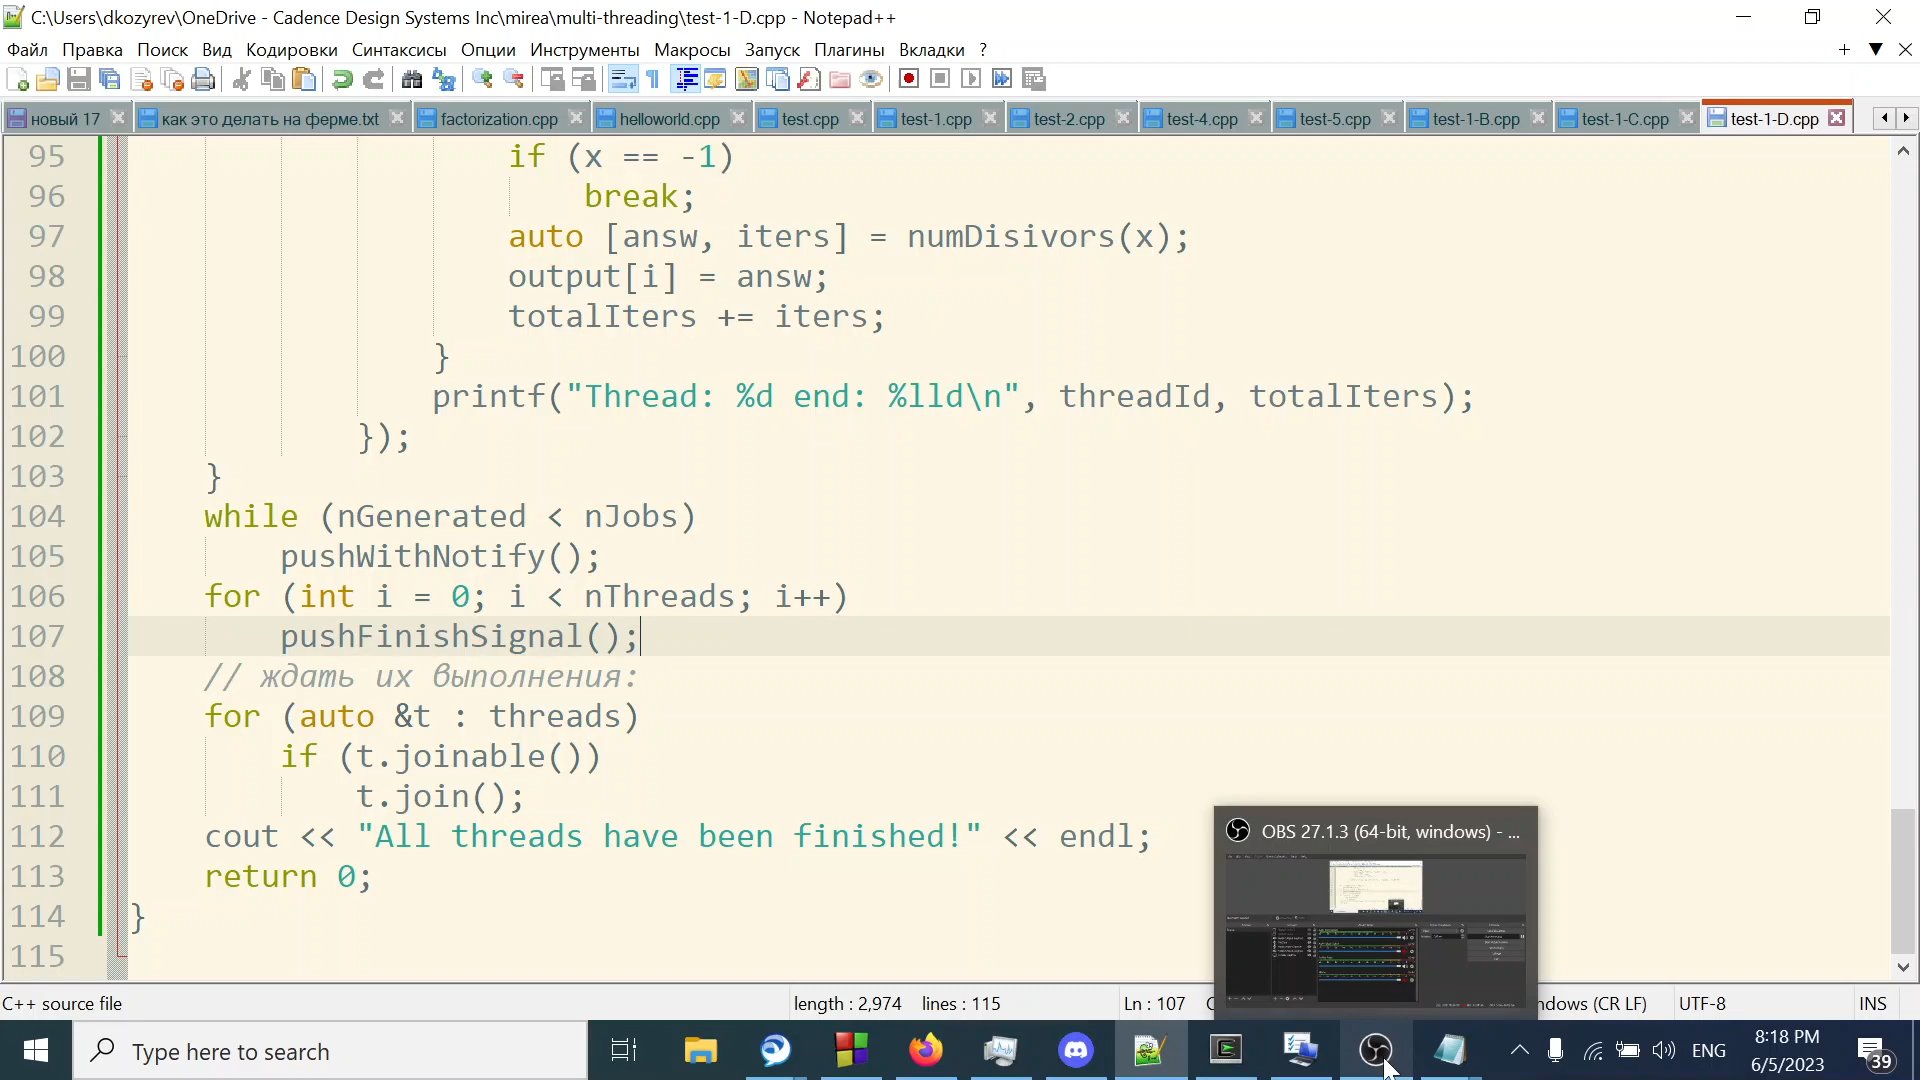 C:\Users\dkozyrev\OneDrive - Cadence Design Systems Inc\mirea\multi-threading\test-1-D.cpp - Notepad++
Файл Правка Поиск Вид Кодировки Синтаксисы Опции Инструменты Макросы Запуск Плагины Вкладки ?
новый 17 как это делать на ферме.txt factorization.cpp helloworld.cpp test.cpp test-1.cpp test-2.cpp test-4.cpp test-5.cpp test-1-B.cpp test-1-C.cpp test-1-D.cpp
95 if (x == -1)
96 break;
97 auto [answ, iters] = numDisivors(x);
98 output[i] = answ;
99 totalIters += iters;
100 }
101 printf("Thread: %d end: %lld\n", threadId, totalIters);
102 });
103 }
104 while (nGenerated < nJobs)
105 pushWithNotify();
106 for (int i = 0; i < nThreads; i++)
107 pushFinishSignal();
108 // ждать их выполнения:
109 for (auto &t : threads)
110 if (t.joinable())
111 t.join();
112 cout << "All threads have been finished!" << endl;
113 return 0;
114 }
115
OBS 27.1.3 (64-bit, windows) - ...
C++ source file length : 2,974 lines : 115 Ln : 107 ndows (CR LF) UTF-8 INS
Type here to search
ENG
8:18 PM
6/5/2023
39